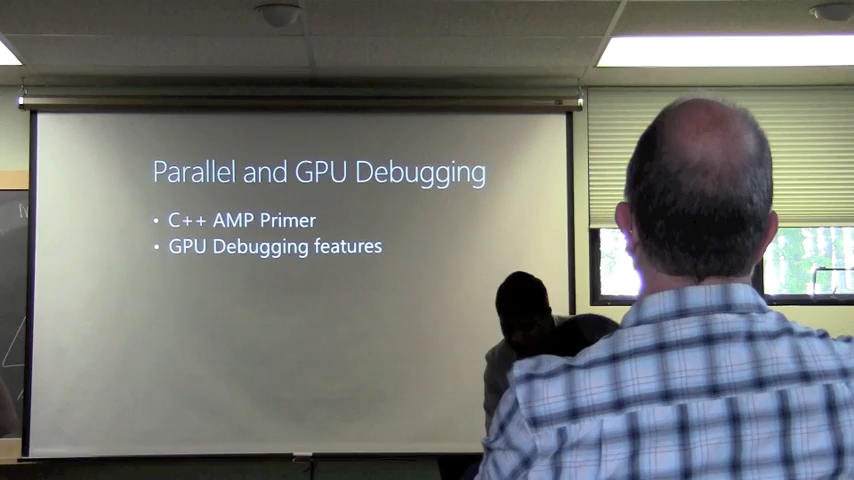 Parallel and GPU Debugging
• C++ AMP Primer
• GPU Debugging features